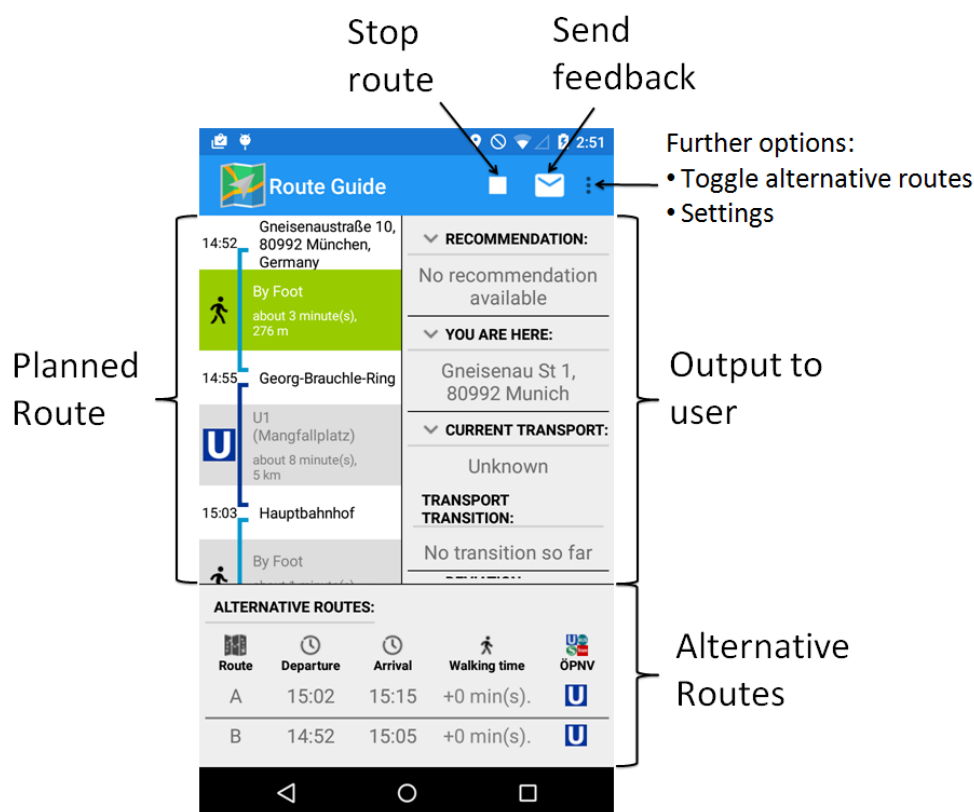 Stop
route
Send
feedback
2:51
Further options:
• Toggle alternative routes
• Settings
Route Guide
Planned
Route
14:52
Gneisenaustraße 10,
80992 München,
Germany
By Foot
about 3 minute(s),
276 m
14:55
Georg-Brauchle-Ring
U
U1
(Mangfallplatz)
about 8 minute(s),
5 km
15:03
Hauptbahnhof
By Foot
RECOMMENDATION:
No recommendation
available
YOU ARE HERE:
Gneisenau St 1,
80992 Munich
CURRENT TRANSPORT:
Unknown
TRANSPORT
TRANSITION:
No transition so far
Output to
user
ALTERNATIVE ROUTES:
Route Departure Arrival Walking time ÖPNV
A 15:02 15:15 +0 min(s). U
B 14:52 15:05 +0 min(s). U
Alternative
Routes